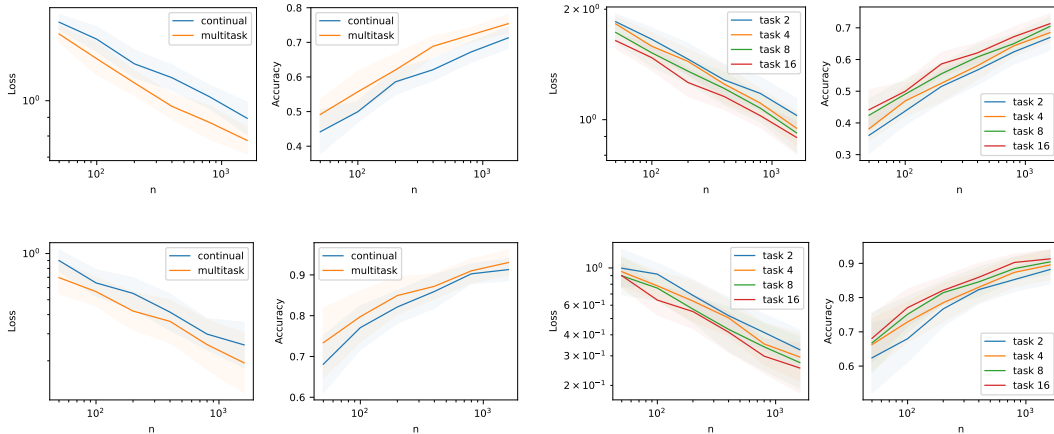 Loss
10⁰
continual
multitask
10²
10³
n
Accuracy
0.8
0.7
0.6
0.5
0.4
continual
multitask
10²
10³
n
Loss
2 × 10⁰
10⁰
task 2
task 4
task 8
task 16
10²
10³
n
Accuracy
0.7
0.6
0.5
0.4
0.3
task 2
task 4
task 8
task 16
10²
10³
n
Loss
10⁰
continual
multitask
10²
10³
n
Accuracy
0.9
0.8
0.7
0.6
continual
multitask
10²
10³
n
Loss
10⁰
6 × 10⁻¹
4 × 10⁻¹
3 × 10⁻¹
2 × 10⁻¹
task 2
task 4
task 8
task 16
10²
10³
n
Accuracy
0.9
0.8
0.7
0.6
task 2
task 4
task 8
task 16
10²
10³
n